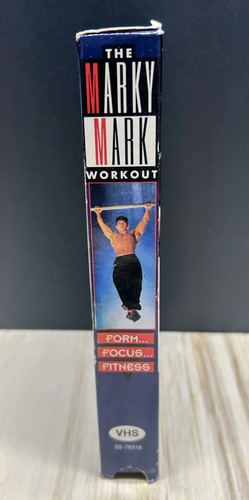 THE
MARKY
MARK
WORKOUT
FORM...
FOCUS...
FITNESS
VHS